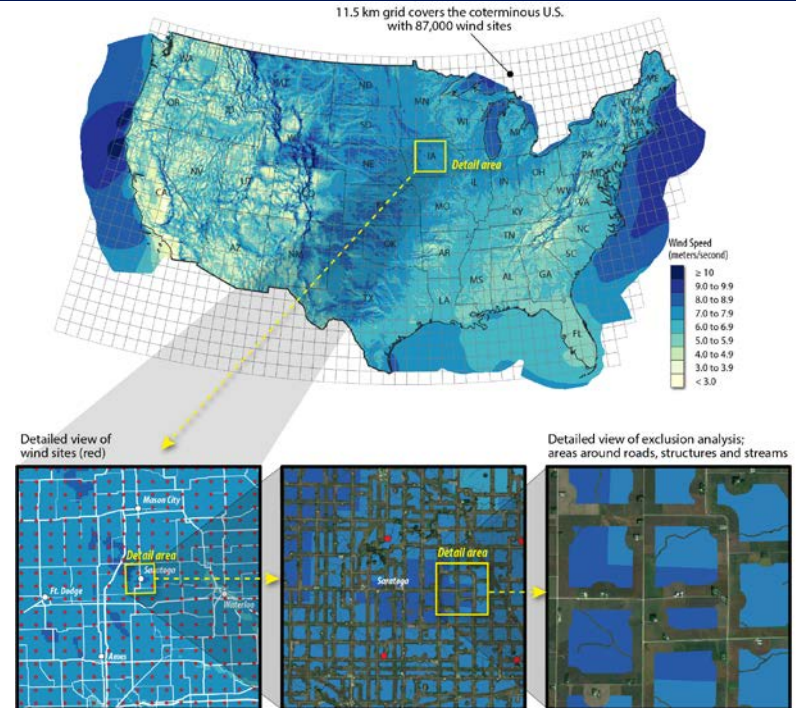 11.5 km grid covers the coterminous U.S.
with 87,000 wind sites
WA
MT
ND
MN
ME
OR
ID
SD
WI
MI
NY
VT
NH
NE
IA
Detail area
PA
NV
UT
IL
IN
OH
CA
MO
KY
WV
VA
OK
TN
NC
AZ
NM
AR
SC
MS
AL
GA
TX
LA
FL
Wind Speed
(meters/second)
≥ 10
9.0 to 9.9
8.0 to 8.9
7.0 to 7.9
6.0 to 6.9
5.0 to 5.9
4.0 to 4.9
3.0 to 3.9
< 3.0
Detailed view of
wind sites (red)
Detailed view of exclusion analysis;
areas around roads, structures and streams
Mason City
Detail area
Saratoga
Ft. Dodge
Waterloo
Ames
Detail area
Saratoga